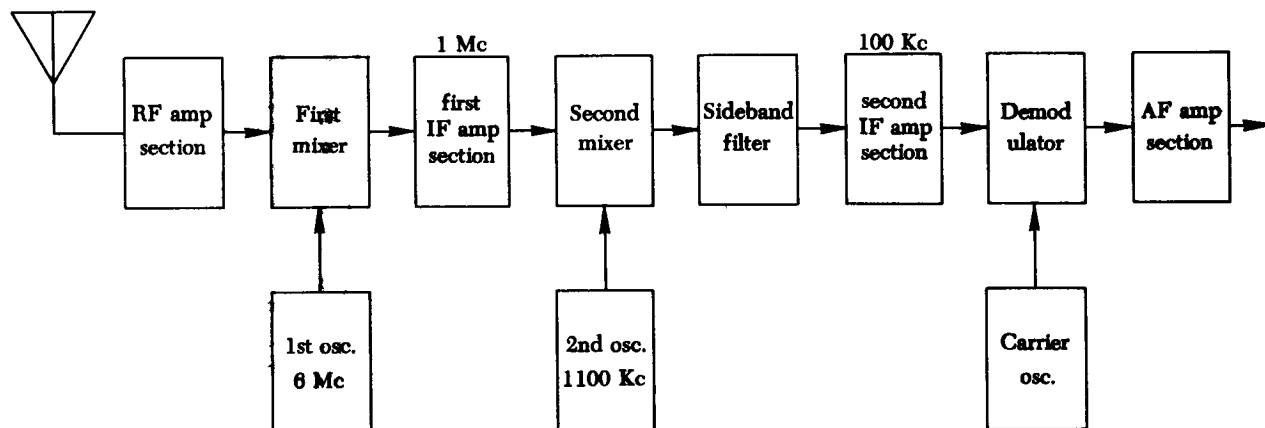 1 Mc
100 Kc
RF amp
section
First
mixer
first
IF amp
section
Second
mixer
Sideband
filter
second
IF amp
section
Demod
ulator
AF amp
section
1st osc.
6 Mc
2nd osc.
1100 Kc
Carrier
osc.